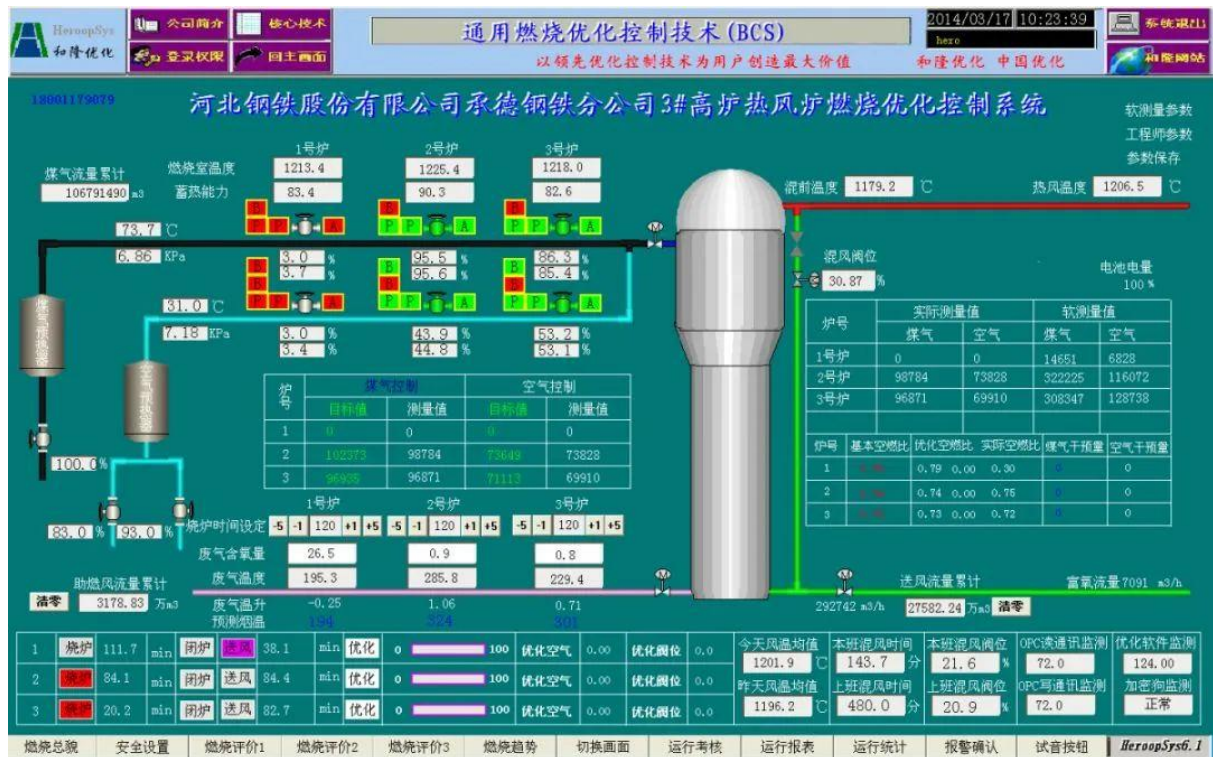 HeroopSys
和隆优化
公司简介
核心技术
登录权限
回主画面
通用燃烧优化控制技术(BCS)
以领先优化控制技术为用户创造最大价值
2014/03/17 10:23:39
hero
和隆优化 中国优化
系统退出
和隆网站
18001179079
河北钢铁股份有限公司承德钢铁分公司3#高炉热风炉燃烧优化控制系统
软测量参数
工程师参数
参数保存
1号炉 2号炉 3号炉
燃烧室温度 1213.4 1225.4 1218.0
蓄热能力 83.4 90.3 82.6
煤气流量累计
106791490 m3
混前温度 1179.2 ℃
热风温度 1206.5 ℃
B B B
P P A P P A P P A
73.7 ℃
6.86 KPa
B 3.0 % B 95.5 % B 86.3 %
3.7 % 95.6 % 85.4 %
B B B
P P A P P A P P A
31.0 ℃
7.18 KPa
3.0 % 43.9 % 53.2 %
3.4 % 44.8 % 53.1 %
混风阀位
30.87 %
电池电量
100 %
炉号 实际测量值 软测量值
煤气 空气 煤气 空气
1号炉 0 0 14651 6828
2号炉 98784 73828 322225 116072
3号炉 96871 69910 308347 128738
炉号 煤气控制 空气控制
目标值 测量值 目标值 测量值
1 0 0 0 0
2 102373 98784 73649 73828
3 96935 96871 71113 69910
炉号 基本空燃比 优化空燃比 实际空燃比 煤气干预量 空气干预量
1 0.79 0.00 0.30 0 0
2 0.74 0.00 0.75 0 0
3 0.73 0.00 0.72 0 0
100.0 %
83.0 % 93.0 %
1号炉 2号炉 3号炉
烧炉时间设定 -5 -1 120 +1 +5 -5 -1 120 +1 +5 -5 -1 120 +1 +5
废气含氧量 26.5 0.9 0.8
废气温度 195.3 285.8 229.4
废气温升 -0.25 1.06 0.71
预测烟温 194 324 301
助燃风流量累计
清零 3178.83 万m3
送风流量累计
292742 m3/h 27582.24 万m3 清零
富氧流量7091 m3/h
1 烧炉 111.7 min 闭炉 送风 38.1 min 优化 0 100 优化空气 0.00 优化阀位 0.0
2 烧炉 84.1 min 闭炉 送风 84.4 min 优化 0 100 优化空气 0.00 优化阀位 0.0
3 烧炉 20.2 min 闭炉 送风 82.7 min 优化 0 100 优化空气 0.00 优化阀位 0.0
今天风温均值 本班混风时间 本班混风阀位 OPC读通讯监测 优化软件监测
1201.9 ℃ 143.7 分 21.6 % 72.0 124.00
昨天风温均值 上班混风时间 上班混风阀位 OPC写通讯监测 加密狗监测
1196.2 ℃ 480.0 分 20.9 % 72.0 正常
燃烧总貌 安全设置 燃烧评价1 燃烧评价2 燃烧评价3 燃烧趋势 切换画面 运行考核 运行报表 运行统计 报警确认 试音按钮 HeroopSys6.1